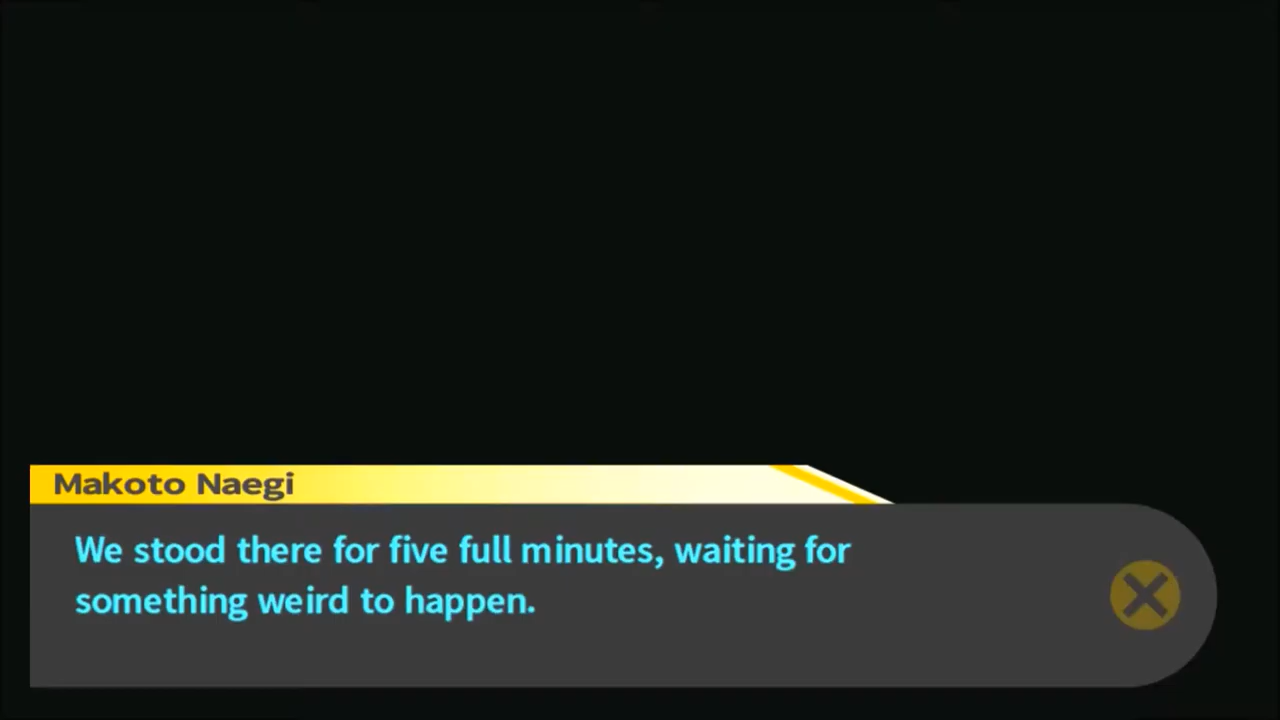 Makoto Naegi
We stood there for five full minutes, waiting for
something weird to happen.